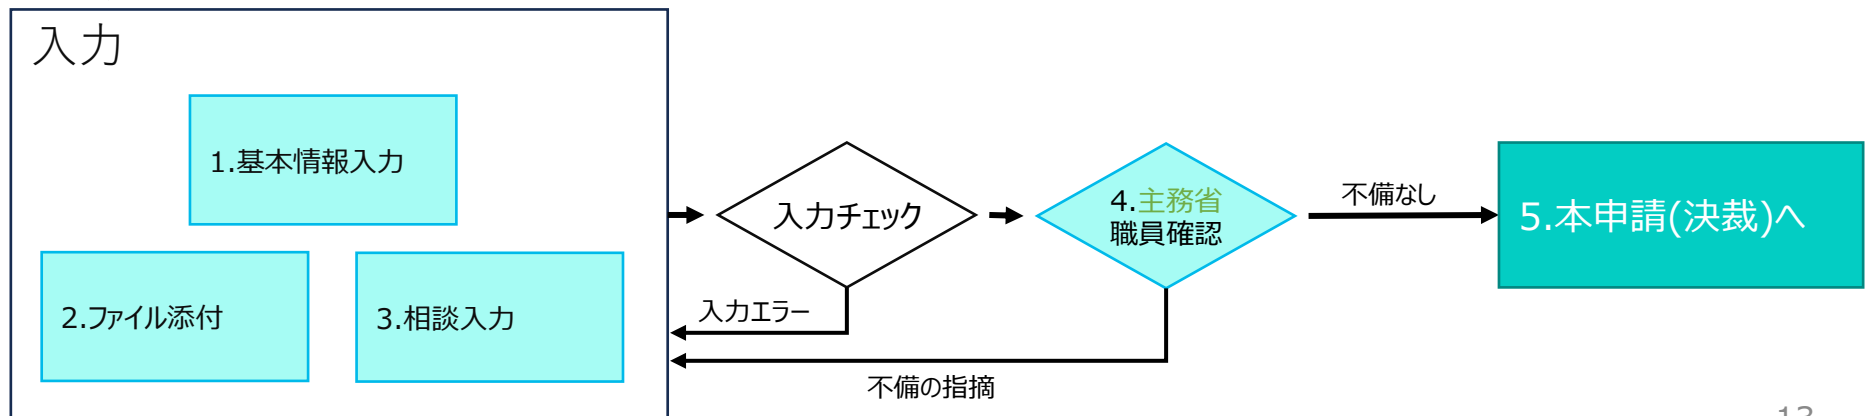 入力
1.基本情報入力
2.ファイル添付
3.相談入力
入力チェック
入力エラー
4.主務省
職員確認
不備の指摘
不備なし
5.本申請(決裁)へ